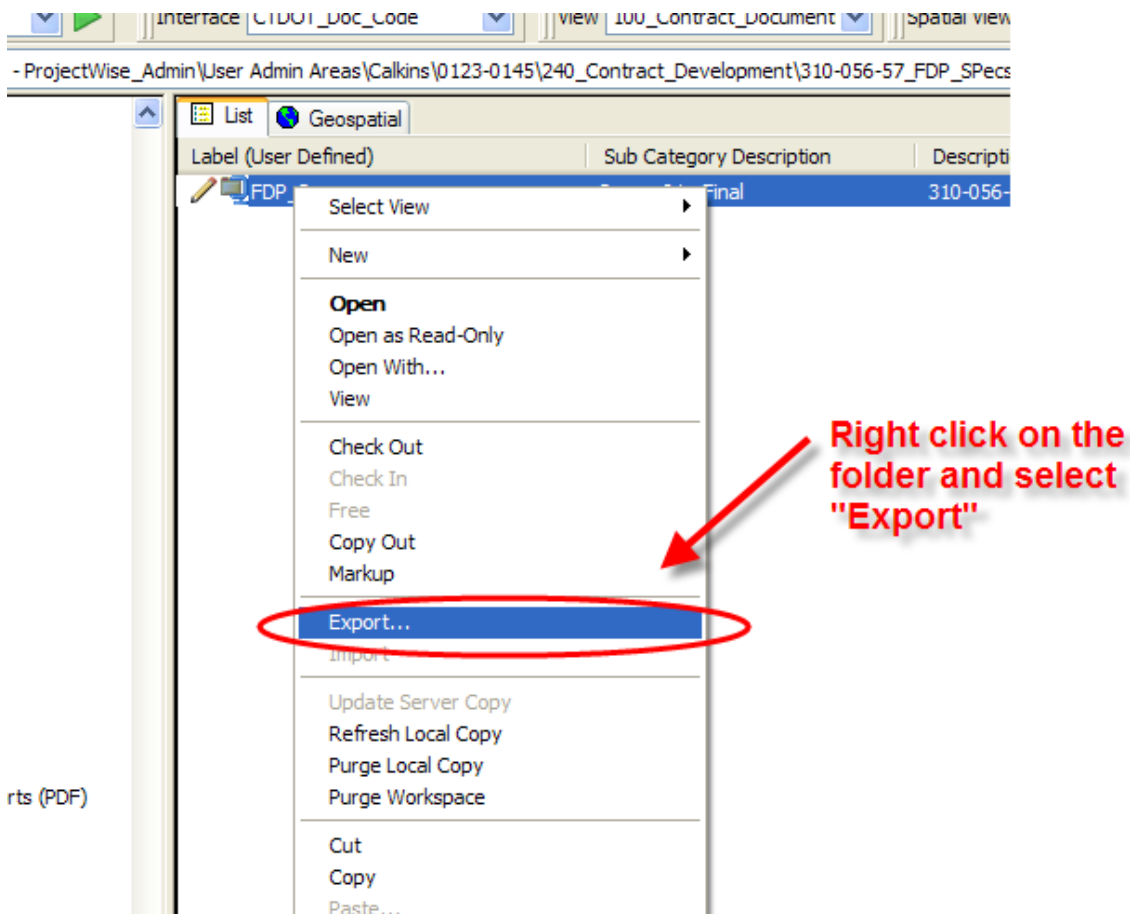 Interface CTDOT_Doc_Code View 100_Contract_Document Spatial View
- ProjectWise_Admin\User Admin Areas\Calkins\0123-0145\240_Contract_Development\310-056-57_FDP_SPecs
List Geospatial
Label (User Defined) Sub Category Description Descripti
FDP_ Final 310-056-
Select View
New
Open
Open as Read-Only
Open With...
View
Check Out
Check In
Free
Copy Out
Markup
Right click on the
folder and select
"Export"
Export...
Import
Update Server Copy
Refresh Local Copy
Purge Local Copy
Purge Workspace
rts (PDF)
Cut
Copy
Paste...